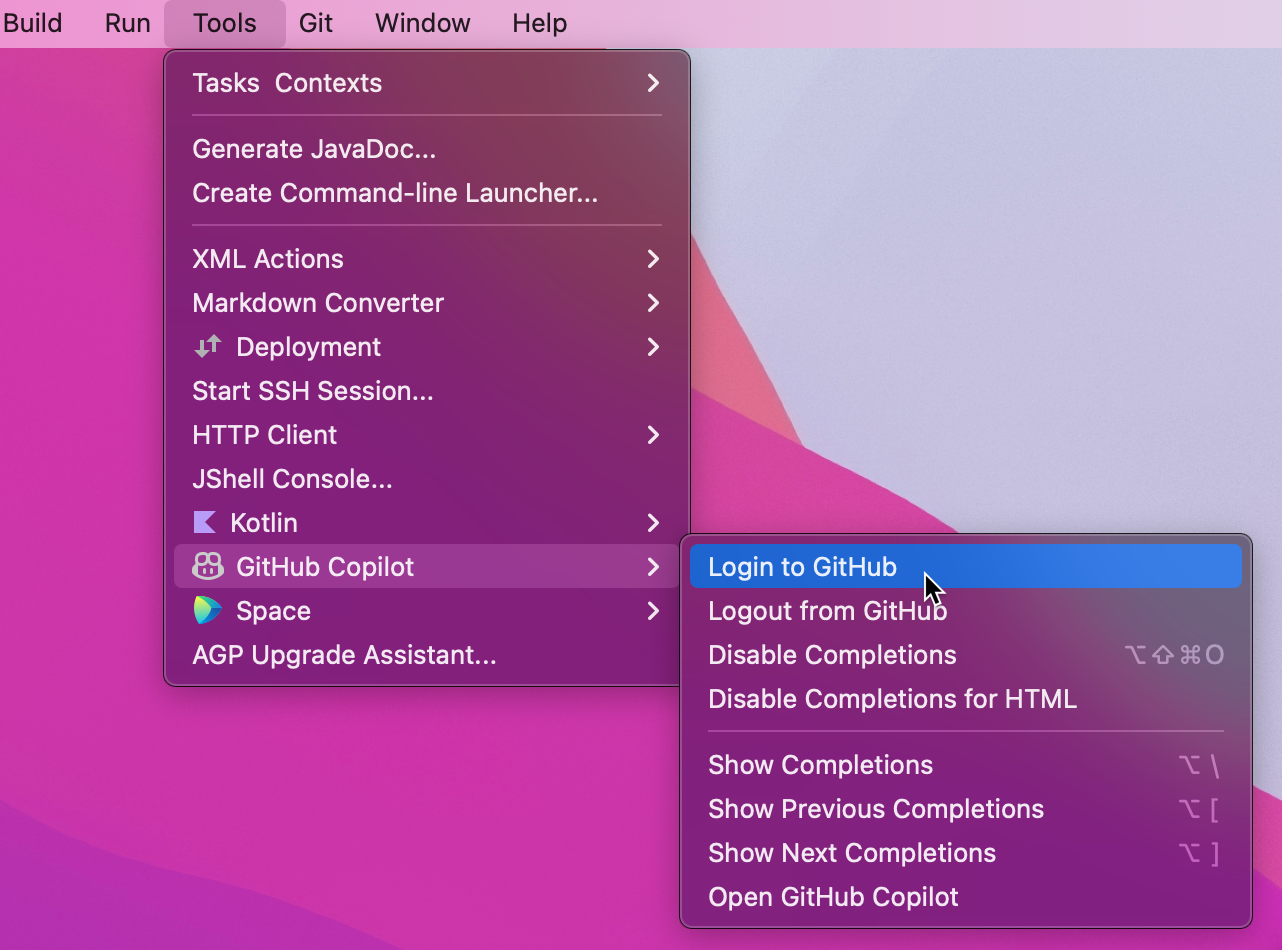 Build Run Tools Git Window Help
Tasks Contexts
Generate JavaDoc...
Create Command-line Launcher...
XML Actions
Markdown Converter
Deployment
Start SSH Session...
HTTP Client
JShell Console...
Kotlin
GitHub Copilot
Space
AGP Upgrade Assistant...
Login to GitHub
Logout from GitHub
Disable Completions ⌥⇧⌘O
Disable Completions for HTML
Show Completions ⌥ \
Show Previous Completions ⌥ [
Show Next Completions ⌥ ]
Open GitHub Copilot